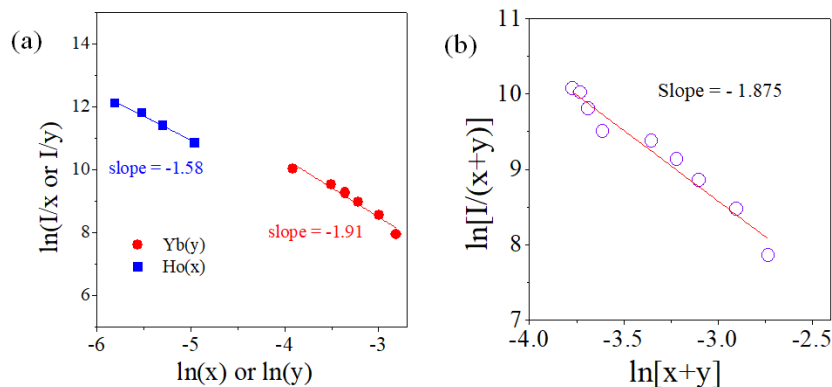 (a)
ln(I/x or I/y)
14
12
10
8
6
slope = -1.58
slope = -1.91
Yb(y)
Ho(x)
-6
-5
-4
-3
ln(x) or ln(y)
(b)
ln[I/(x+y)]
11
10
9
8
7
Slope = - 1.875
-4.0
-3.5
-3.0
-2.5
ln[x+y]